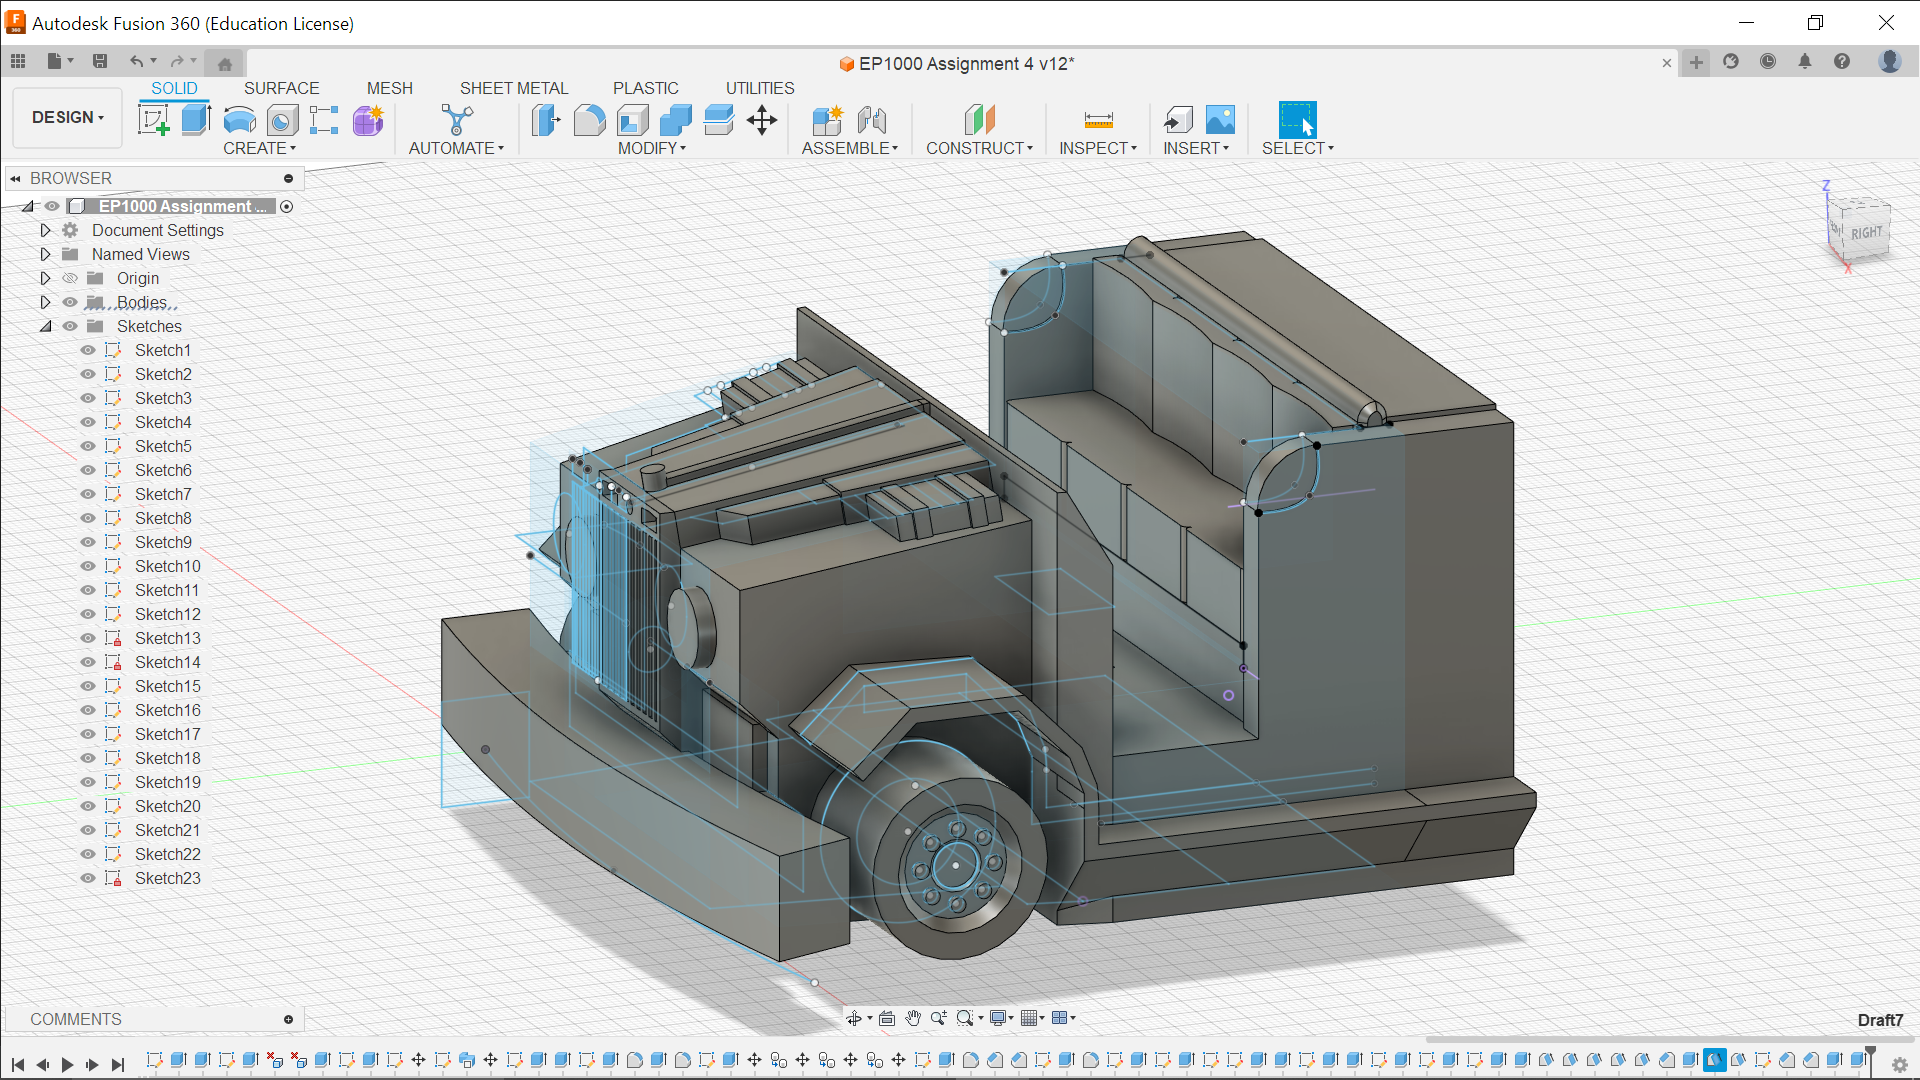 Autodesk Fusion 360 (Education License)
EP1000 Assignment 4 v12*
SOLID SURFACE MESH SHEET METAL PLASTIC UTILITIES
DESIGN
CREATE AUTOMATE MODIFY ASSEMBLE CONSTRUCT INSPECT INSERT SELECT
BROWSER
EP1000 Assignment ...
Document Settings
Named Views
Origin
Bodies
Sketches
Sketch1
Sketch2
Sketch3
Sketch4
Sketch5
Sketch6
Sketch7
Sketch8
Sketch9
Sketch10
Sketch11
Sketch12
Sketch13
Sketch14
Sketch15
Sketch16
Sketch17
Sketch18
Sketch19
Sketch20
Sketch21
Sketch22
Sketch23
Z
RIGHT
X
COMMENTS
Draft7